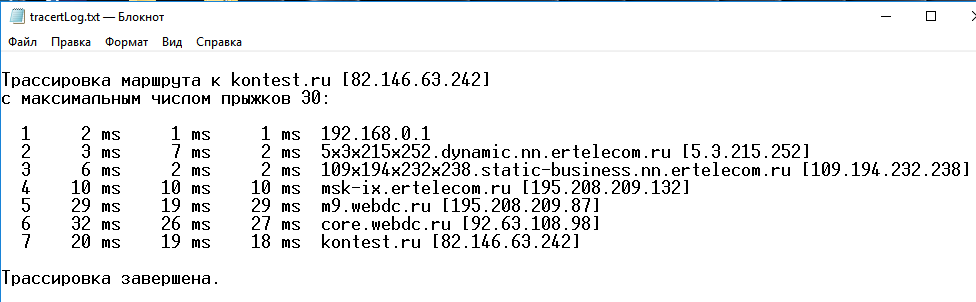 tracertLog.txt — Блокнот
Файл Правка Формат Вид Справка
Трассировка маршрута к kontest.ru [82.146.63.242]
с максимальным числом прыжков 30:
1 2 ms 1 ms 1 ms 192.168.0.1
2 3 ms 7 ms 2 ms 5x3x215x252.dynamic.nn.ertelecom.ru [5.3.215.252]
3 6 ms 2 ms 2 ms 109x194x232x238.static-business.nn.ertelecom.ru [109.194.232.238]
4 10 ms 10 ms 10 ms msk-ix.ertelecom.ru [195.208.209.132]
5 29 ms 19 ms 29 ms m9.webdc.ru [195.208.209.87]
6 32 ms 26 ms 27 ms core.webdc.ru [92.63.108.98]
7 20 ms 19 ms 18 ms kontest.ru [82.146.63.242]
Трассировка завершена.